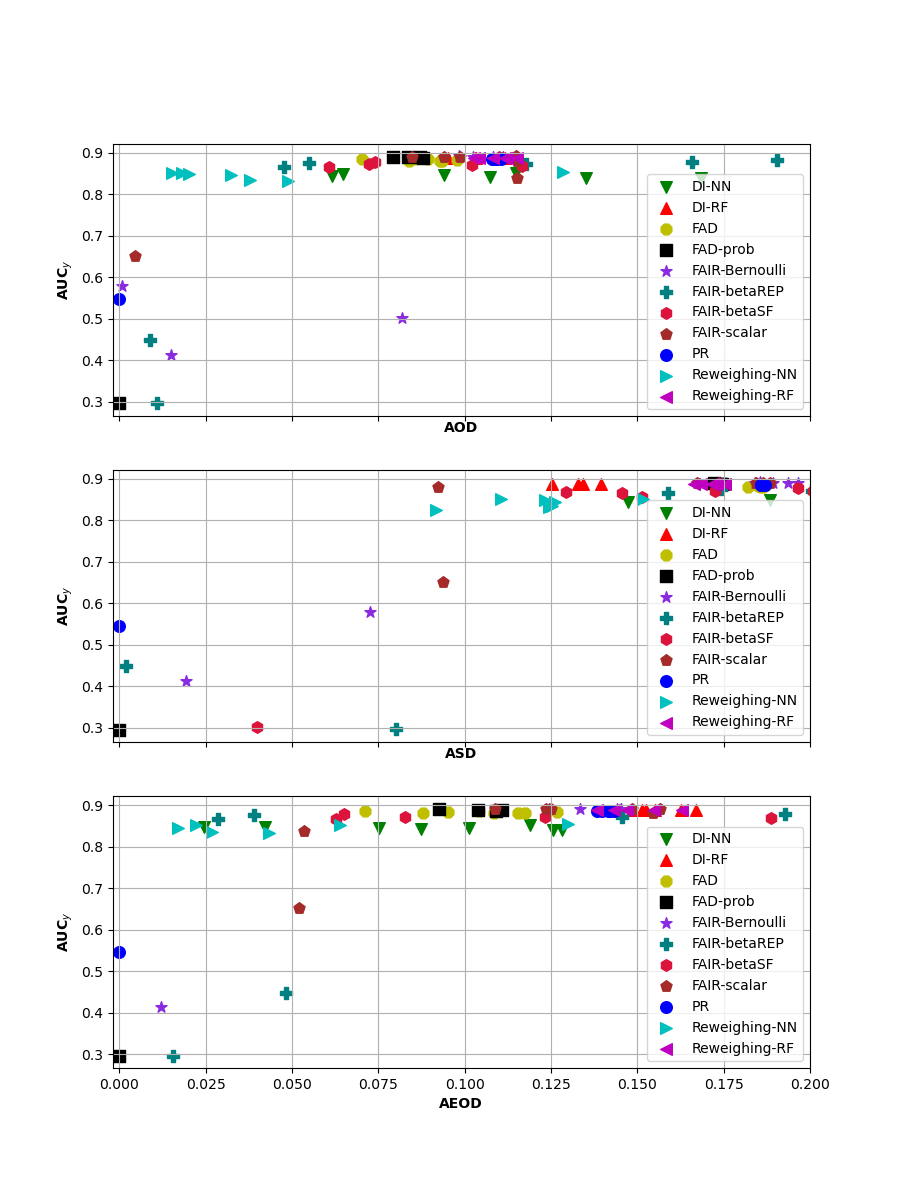 0.9
0.8
0.7
0.6
0.5
0.4
0.3
AUCy
DI-NN
DI-RF
FAD
FAD-prob
FAIR-Bernoulli
FAIR-betaREP
FAIR-betaSF
FAIR-scalar
PR
Reweighing-NN
Reweighing-RF
AOD
0.9
0.8
0.7
0.6
0.5
0.4
0.3
AUCy
DI-NN
DI-RF
FAD
FAD-prob
FAIR-Bernoulli
FAIR-betaREP
FAIR-betaSF
FAIR-scalar
PR
Reweighing-NN
Reweighing-RF
ASD
0.9
0.8
0.7
0.6
0.5
0.4
0.3
AUCy
DI-NN
DI-RF
FAD
FAD-prob
FAIR-Bernoulli
FAIR-betaREP
FAIR-betaSF
FAIR-scalar
PR
Reweighing-NN
Reweighing-RF
0.000 0.025 0.050 0.075 0.100 0.125 0.150 0.175 0.200
AEOD